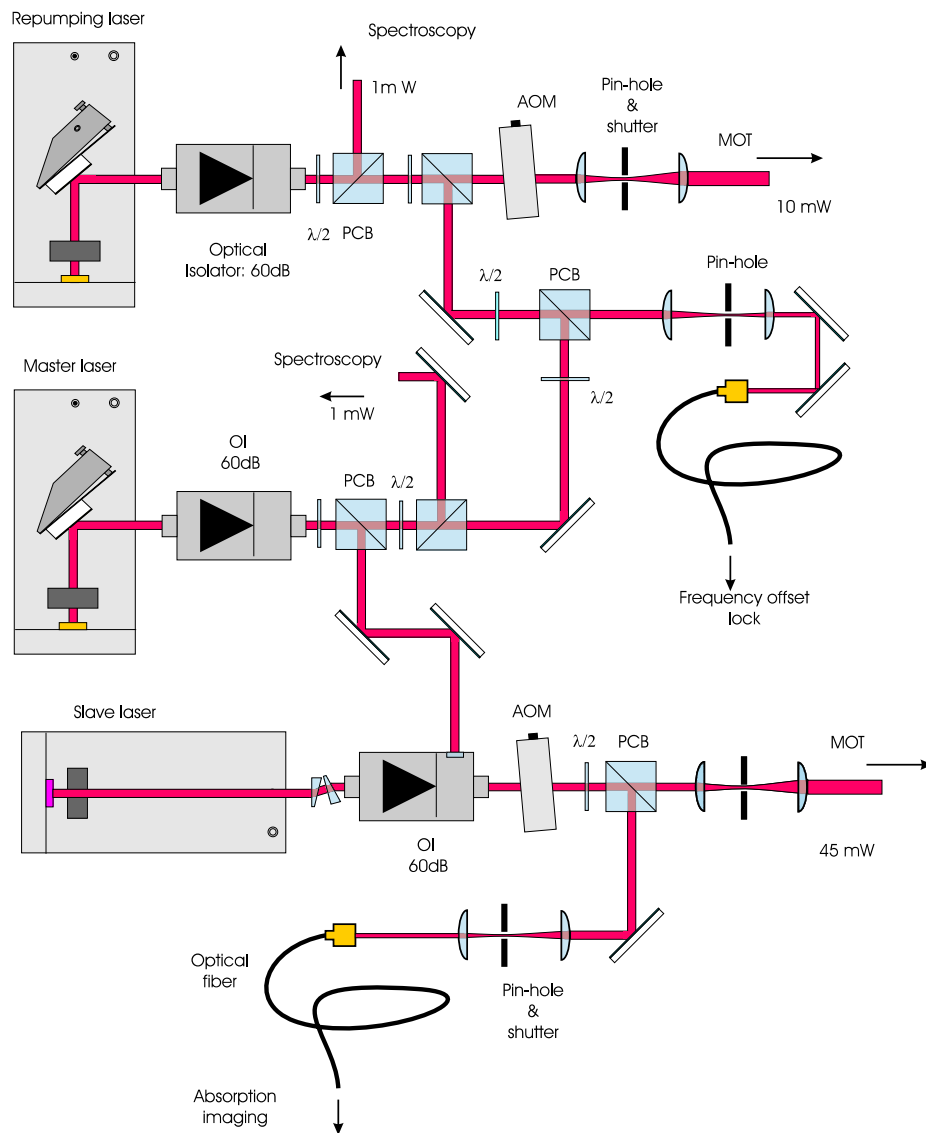 Repumping laser
Spectroscopy
1m W
AOM
Pin-hole
&
shutter
MOT
10 mW
λ/2
PCB
Optical
Isolator: 60dB
λ/2
PCB
Pin-hole
Master laser
Spectroscopy
1 mW
λ/2
OI
60dB
PCB
λ/2
Frequency offset
lock
Slave laser
AOM
λ/2
PCB
MOT
OI
60dB
45 mW
Optical
fiber
Pin-hole
&
shutter
Absorption
imaging